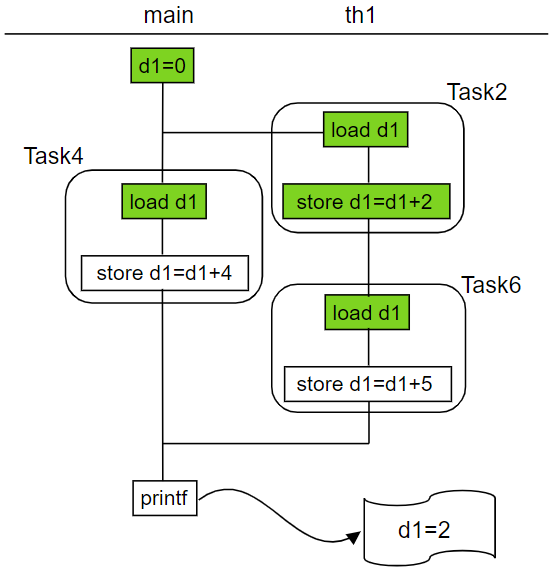 main
th1
d1=0
Task2
load d1
Task4
load d1
store d1=d1+2
store d1=d1+4
Task6
load d1
store d1=d1+5
printf
d1=2